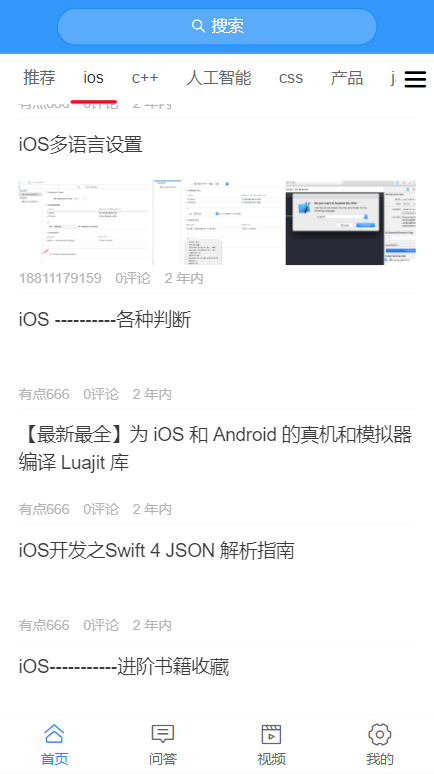 搜索
推荐 ios c++ 人工智能 css 产品
有点666 0评论 2 年内
iOS多语言设置
18811179159 0评论 2 年内
iOS ----------各种判断
有点666 0评论 2 年内
【最新最全】为 iOS 和 Android 的真机和模拟器
编译 Luajit 库
有点666 0评论 2 年内
iOS开发之Swift 4 JSON 解析指南
有点666 0评论 2 年内
iOS-----------进阶书籍收藏
首页 问答 视频 我的